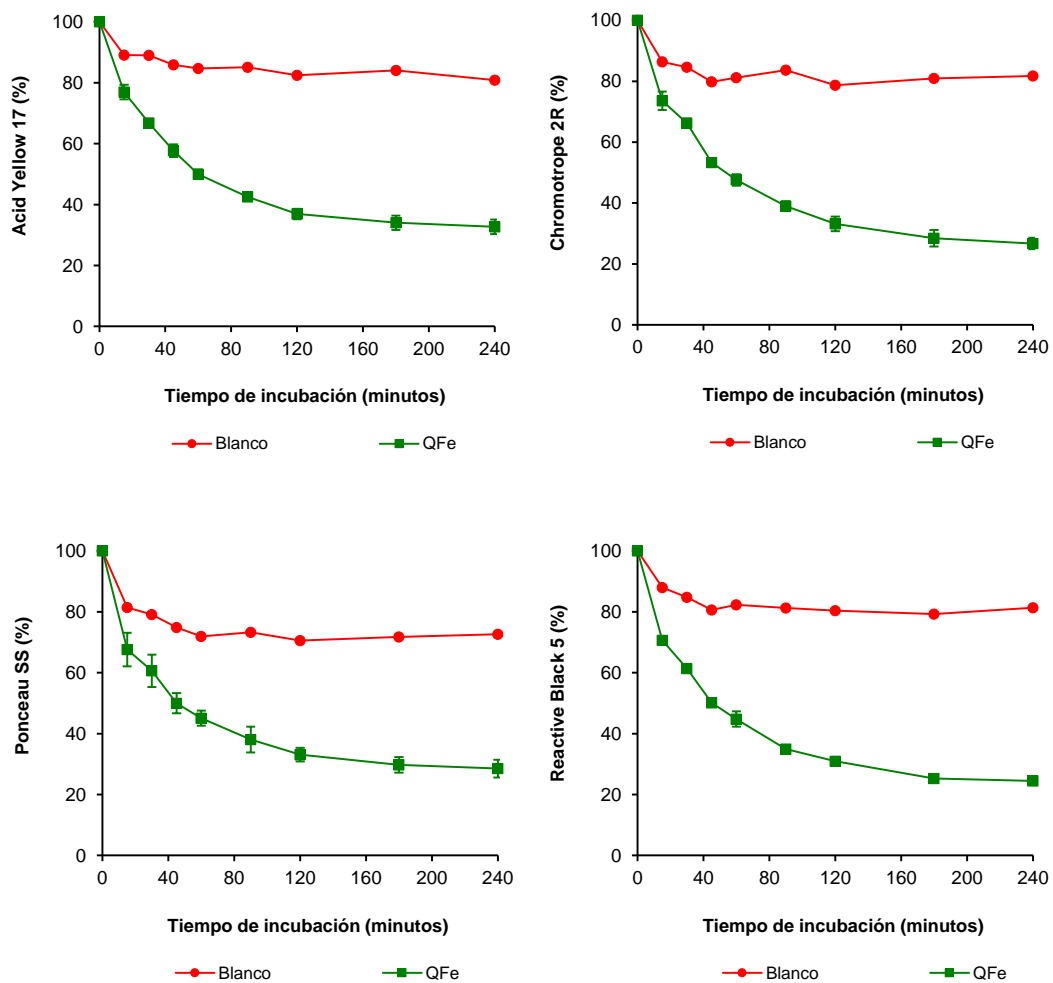 Acid Yellow 17 (%)
100
80
60
40
20
0
0 40 80 120 160 200 240
Tiempo de incubación (minutos)
Blanco QFe
Chromotrope 2R (%)
100
80
60
40
20
0
0 40 80 120 160 200 240
Tiempo de incubación (minutos)
Blanco QFe
Ponceau SS (%)
100
80
60
40
20
0
0 40 80 120 160 200 240
Tiempo de incubación (minutos)
Blanco QFe
Reactive Black 5 (%)
100
80
60
40
20
0
0 40 80 120 160 200 240
Tiempo de incubación (minutos)
Blanco QFe